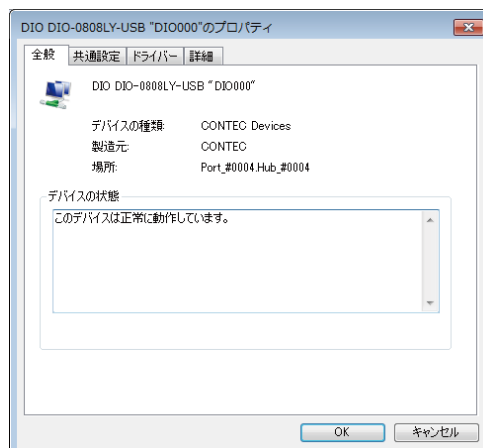 DIO DIO-0808LY-USB "DIO000"のプロパティ
全般 共通設定 ドライバー 詳細
DIO DIO-0808LY-USB "DIO000"
デバイスの種類: CONTEC Devices
製造元: CONTEC
場所: Port_#0004.Hub_#0004
デバイスの状態
このデバイスは正常に動作しています。
OK キャンセル